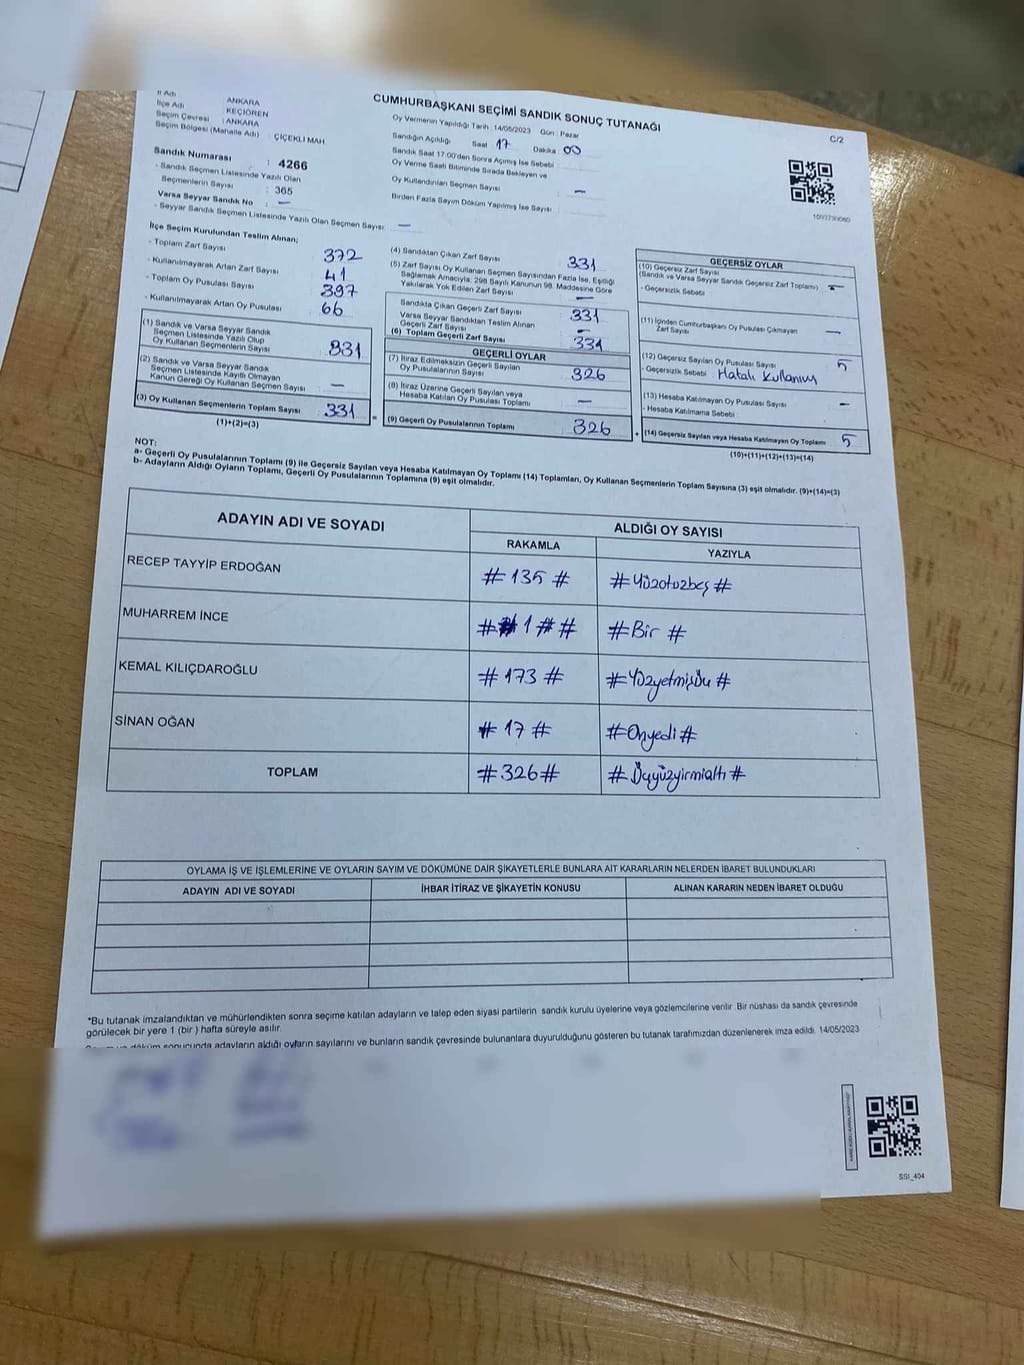 İl Adı ANKARA
İlçe Adı KEÇİÖREN
Seçim Çevresi : ANKARA
Seçim Bölgesi (Mahalle Adı) : ÇİÇEKLİ MAH
CUMHURBAŞKANI SEÇİMİ SANDIK SONUÇ TUTANAĞI
C/2
Oy Vermenin Yapıldığı Tarih : 14/05/2023 Gün : Pazar
Sandığın Açıldığı Saat 17 Dakika 00
Sandık Saat 17:00'den Sonra Açımış İse Sebebi :
Oy Verme Saati Bitiminde Sırada Bekleyen ve
Oy Kullandırılan Seçmen Sayısı —
Birden Fazla Sayım Döküm Yapılmış İse Sayısı
Sandık Numarası : 4266
- Sandık Seçmen Listesinde Yazılı Olan
Seçmenlerin Sayısı : 365
Varsa Seyyar Sandık No : —
- Seyyar Sandık Seçmen Listesinde Yazılı Olan Seçmen Sayısı : —
İlçe Seçim Kurulundan Teslim Alınan;
- Toplam Zarf Sayısı 372
- Kullanılmayarak Artan Zarf Sayısı 41
- Toplam Oy Pusulası Sayısı 397
- Kullanılmayarak Artan Oy Pusulası 66
(1) Sandık ve Varsa Seyyar Sandık
Seçmen Listesinde Yazılı Olup
Oy Kullanan Seçmenlerin Sayısı 331
(2) Sandık ve Varsa Seyyar Sandık
Seçmen Listesinde Kayıtlı Olmayan
Kanun Gereği Oy Kullanan Seçmen Sayısı —
(3) Oy Kullanan Seçmenlerin Toplam Sayısı 331
(1)+(2)=(3)
(4) Sandıktan Çıkan Zarf Sayısı 331
(5) Zarf Sayısı Oy Kullanan Seçmen Sayısından Fazla İse, Eşitliği
Sağlamak Amacıyla, 298 Sayılı Kanunun 98. Maddesine Göre
Yakılarak Yok Edilen Zarf Sayısı —
Sandıkta Çıkan Geçerli Zarf Sayısı 331
Varsa Seyyar Sandıktan Teslim Alınan
Geçerli Zarf Sayısı —
(6) Toplam Geçerli Zarf Sayısı 331
GEÇERLİ OYLAR
(7) İtiraz Edilmeksizin Geçerli Sayılan
Oy Pusulalarının Sayısı 326
(8) İtiraz Üzerine Geçerli Sayılan veya
Hesaba Katılan Oy Pusulası Toplamı —
(9) Geçerli Oy Pusulalarının Toplamı 326
GEÇERSİZ OYLAR
(10) Geçersiz Zarf Sayısı
(Sandık ve Varsa Seyyar Sandık Geçersiz Zarf Toplamı) —
- Geçersizlik Sebebi :
(11) İçinden Cumhurbaşkanı Oy Pusulası Çıkmayan
Zarf Sayısı —
(12) Geçersiz Sayılan Oy Pusulası Sayısı 5
- Geçersizlik Sebebi : Hatalı Kullanım
(13) Hesaba Katılmayan Oy Pusulası Sayısı —
- Hesaba Katılmama Sebebi :
(14) Geçersiz Sayılan veya Hesaba Katılmayan Oy Toplamı 5
(10)+(11)+(12)+(13)=(14)
NOT:
a- Geçerli Oy Pusulalarının Toplamı (9) ile Geçersiz Sayılan veya Hesaba Katılmayan Oy Toplamı (14) Toplamları, Oy Kullanan Seçmenlerin Toplam Sayısına (3) eşit olmalıdır. (9)+(14)=(3)
b- Adayların Aldığı Oyların Toplamı, Geçerli Oy Pusulalarının Toplamına (9) eşit olmalıdır.
ADAYIN ADI VE SOYADI ALDIĞI OY SAYISI
RAKAMLA YAZIYLA
RECEP TAYYİP ERDOĞAN #135# #Yüzotuzbeş#
MUHARREM İNCE ##1## #Bir#
KEMAL KILIÇDAROĞLU #173# #Yüzyetmişüç#
SİNAN OĞAN #17# #Onyedi#
TOPLAM #326# #Üçyüzyirmialtı#
OYLAMA İŞ VE İŞLEMLERİNE VE OYLARIN SAYIM VE DÖKÜMÜNE DAİR ŞİKAYETLERLE BUNLARA AİT KARARLARIN NELERDEN İBARET BULUNDUKLARI
ADAYIN ADI VE SOYADI İHBAR İTİRAZ VE ŞİKAYETİN KONUSU ALINAN KARARIN NEDEN İBARET OLDUĞU
*Bu tutanak imzalandıktan ve mühürlendikten sonra seçime katılan adayların ve talep eden siyasi partilerin sandık kurulu üyelerine veya gözlemcilerine verilir. Bir nüshası da sandık çevresinde
görülecek bir yere 1 (bir) hafta süreyle asılır.
döküm sonucunda adayların aldığı oyların sayılarını ve bunların sandık çevresinde bulunanlara duyurulduğunu gösteren bu tutanak tarafımızdan düzenlenerek imza edildi. 14/05/2023
SSI_404